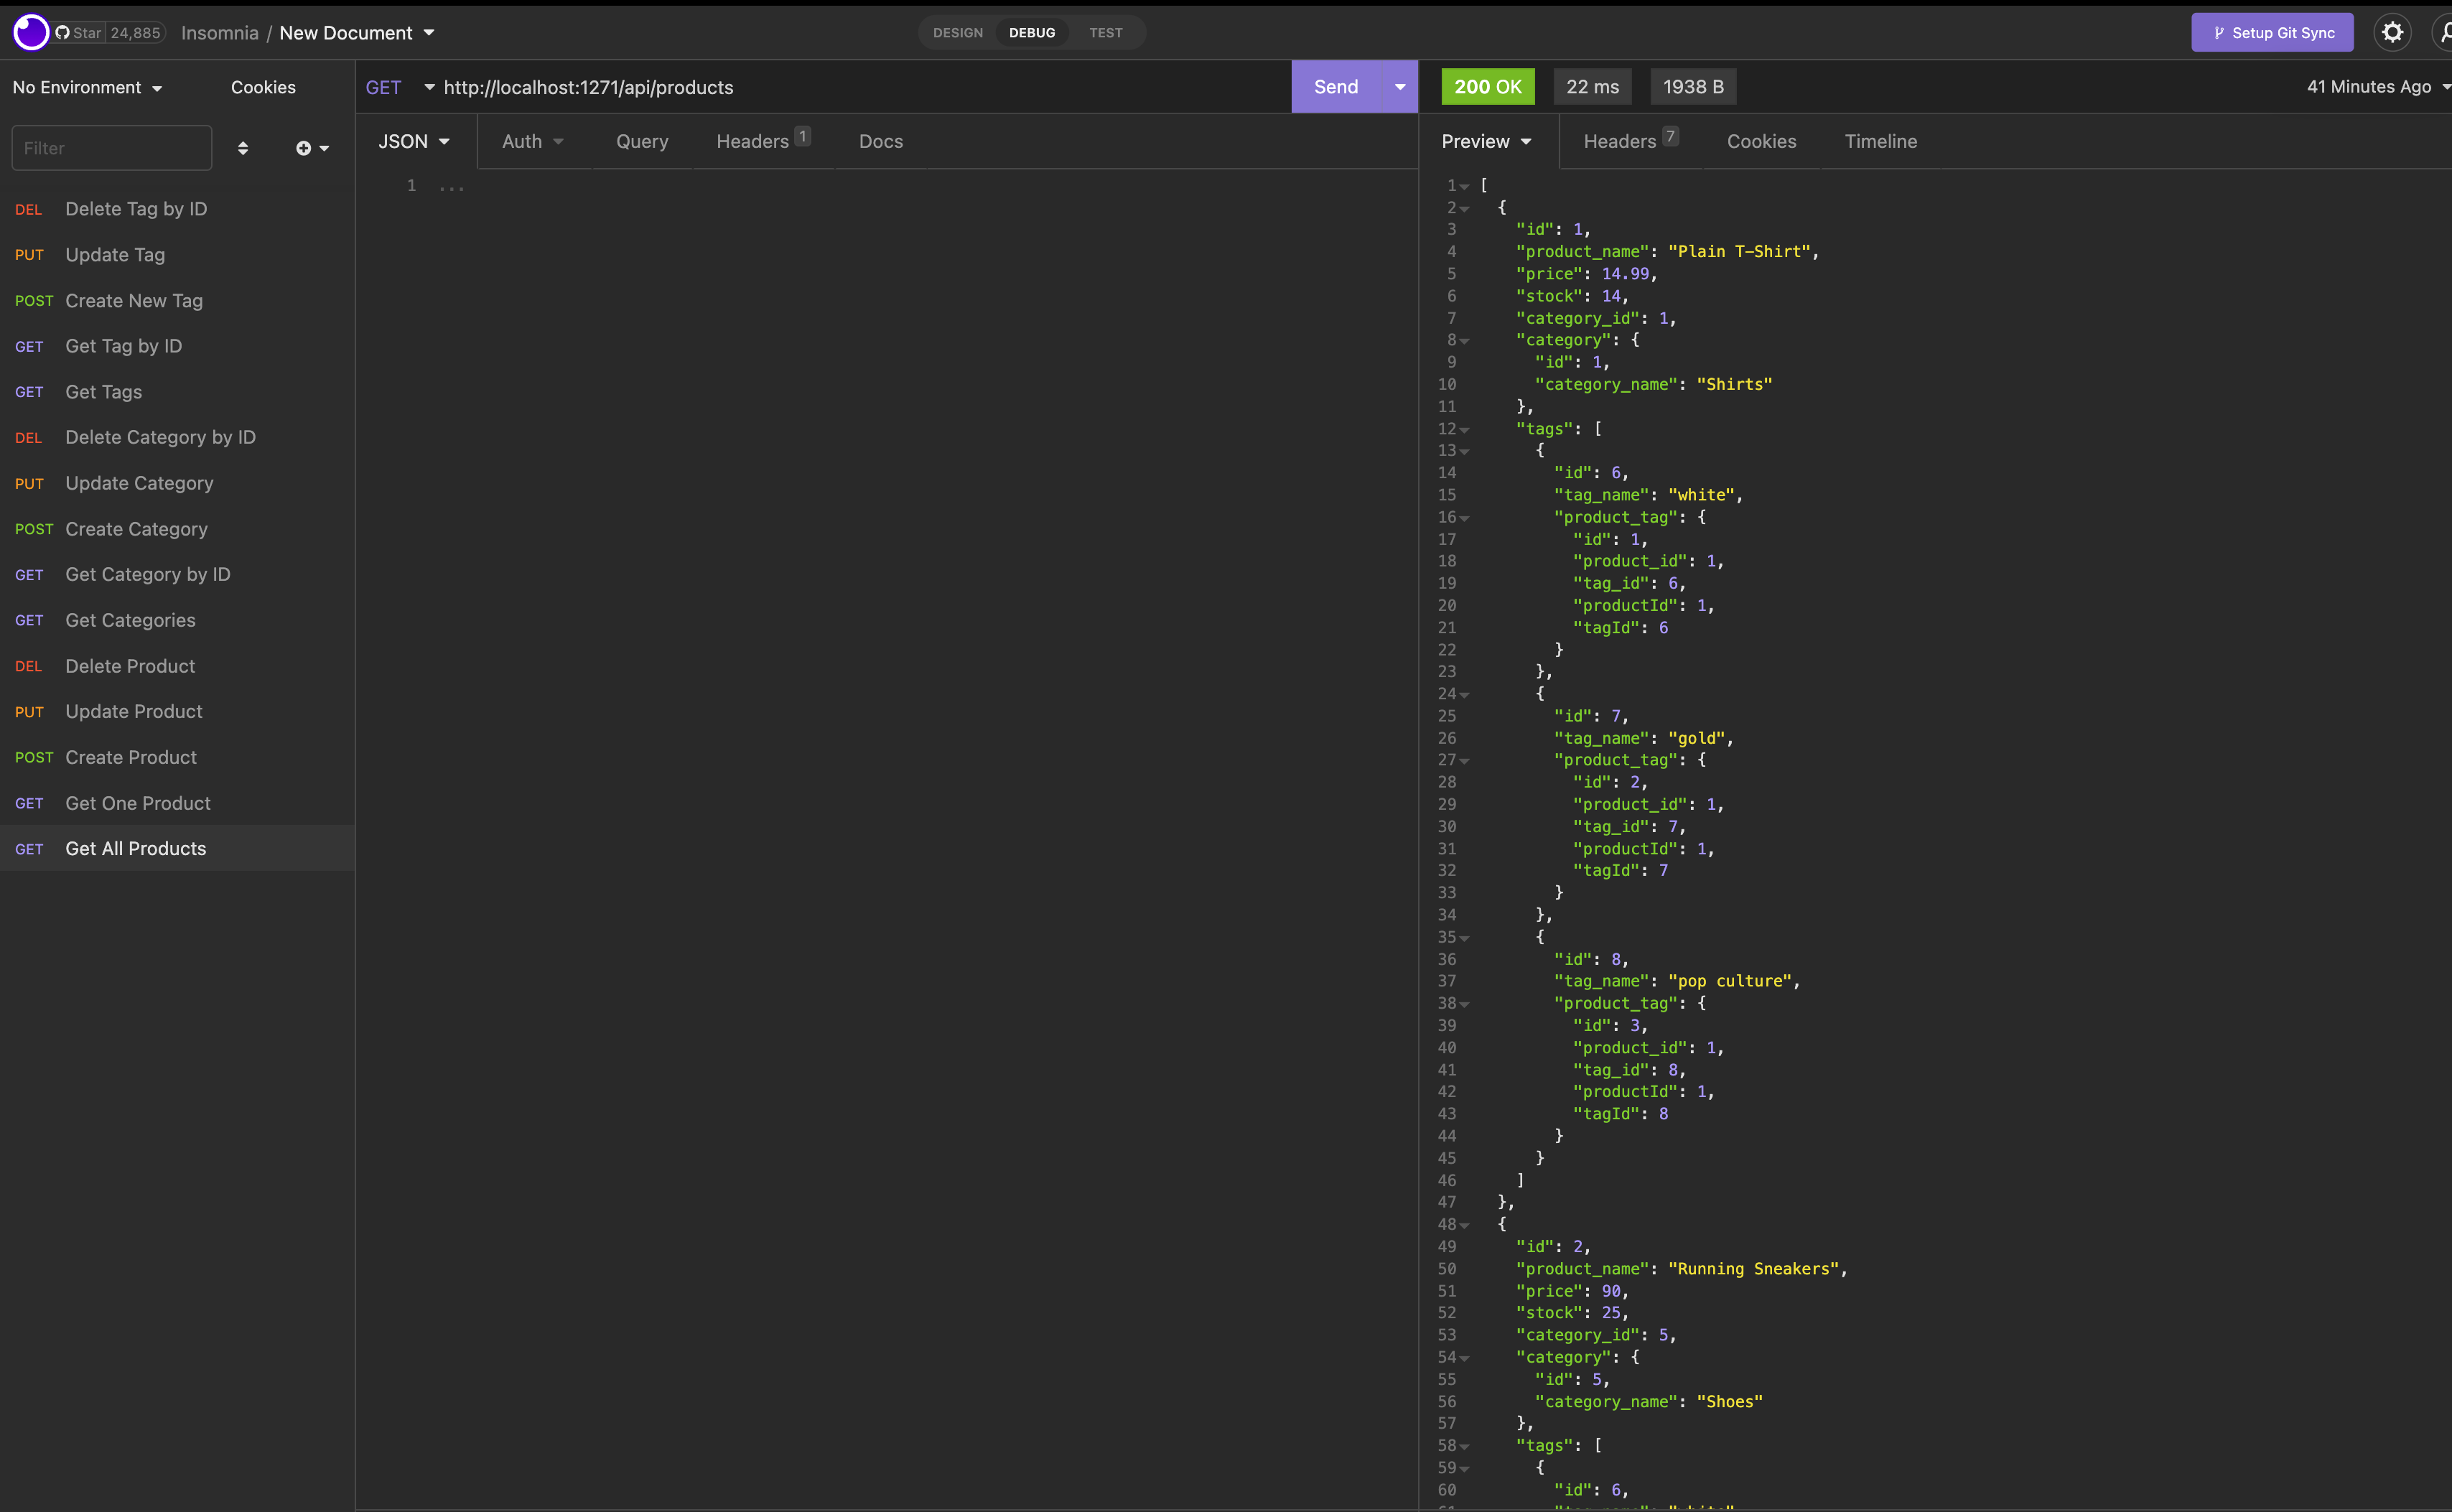 Star 24,885 Insomnia / New Document DESIGN DEBUG TEST Setup Git Sync
No Environment Cookies
Filter
DEL Delete Tag by ID
PUT Update Tag
POST Create New Tag
GET Get Tag by ID
GET Get Tags
DEL Delete Category by ID
PUT Update Category
POST Create Category
GET Get Category by ID
GET Get Categories
DEL Delete Product
PUT Update Product
POST Create Product
GET Get One Product
GET Get All Products
GET http://localhost:1271/api/products Send
JSON Auth Query Headers 1 Docs
1 ...
200 OK 22 ms 1938 B 41 Minutes Ago
Preview Headers 7 Cookies Timeline
1 [
2 {
3 "id": 1,
4 "product_name": "Plain T-Shirt",
5 "price": 14.99,
6 "stock": 14,
7 "category_id": 1,
8 "category": {
9 "id": 1,
10 "category_name": "Shirts"
11 },
12 "tags": [
13 {
14 "id": 6,
15 "tag_name": "white",
16 "product_tag": {
17 "id": 1,
18 "product_id": 1,
19 "tag_id": 6,
20 "productId": 1,
21 "tagId": 6
22 }
23 },
24 {
25 "id": 7,
26 "tag_name": "gold",
27 "product_tag": {
28 "id": 2,
29 "product_id": 1,
30 "tag_id": 7,
31 "productId": 1,
32 "tagId": 7
33 }
34 },
35 {
36 "id": 8,
37 "tag_name": "pop culture",
38 "product_tag": {
39 "id": 3,
40 "product_id": 1,
41 "tag_id": 8,
42 "productId": 1,
43 "tagId": 8
44 }
45 }
46 ]
47 },
48 {
49 "id": 2,
50 "product_name": "Running Sneakers",
51 "price": 90,
52 "stock": 25,
53 "category_id": 5,
54 "category": {
55 "id": 5,
56 "category_name": "Shoes"
57 },
58 "tags": [
59 {
60 "id": 6,